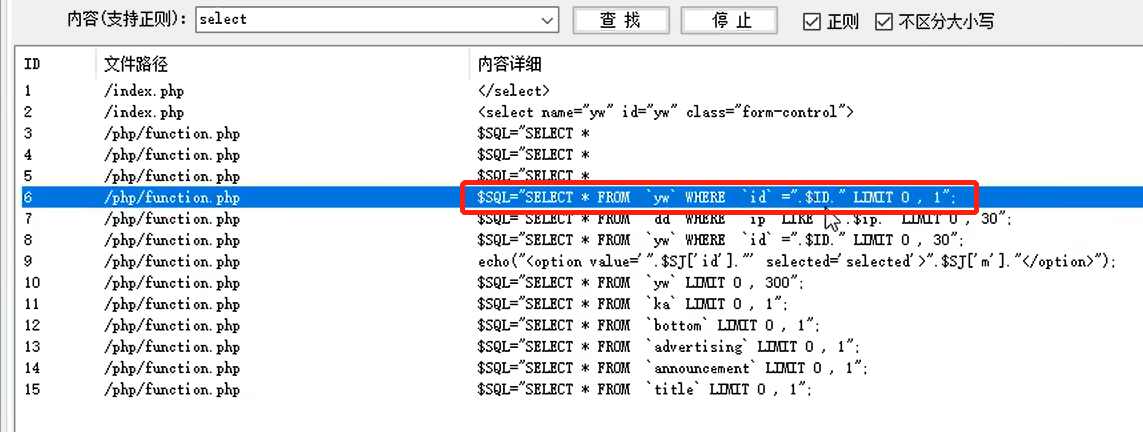 内容(支持正则): select 查找 停止 正则 不区分大小写
ID 文件路径 内容详细
1 /index.php </select>
2 /index.php <select name="yw" id="yw" class="form-control">
3 /php/function.php $SQL="SELECT *
4 /php/function.php $SQL="SELECT *
5 /php/function.php $SQL="SELECT *
6 /php/function.php $SQL="SELECT * FROM `yw` WHERE `id` =".$ID." LIMIT 0 , 1";
7 /php/function.php $SQL="SELECT * FROM `dd` WHERE `ip` LIKE '".$ip."' LIMIT 0 , 30";
8 /php/function.php $SQL="SELECT * FROM `yw` WHERE `id` =".$ID." LIMIT 0 , 30";
9 /php/function.php echo("<option value='".$SJ['id']."' selected='selected'>".$SJ['m']."</option>");
10 /php/function.php $SQL="SELECT * FROM `yw` LIMIT 0 , 300";
11 /php/function.php $SQL="SELECT * FROM `ka` LIMIT 0 , 1";
12 /php/function.php $SQL="SELECT * FROM `bottom` LIMIT 0 , 1";
13 /php/function.php $SQL="SELECT * FROM `advertising` LIMIT 0 , 1";
14 /php/function.php $SQL="SELECT * FROM `announcement` LIMIT 0 , 1";
15 /php/function.php $SQL="SELECT * FROM `title` LIMIT 0 , 1";